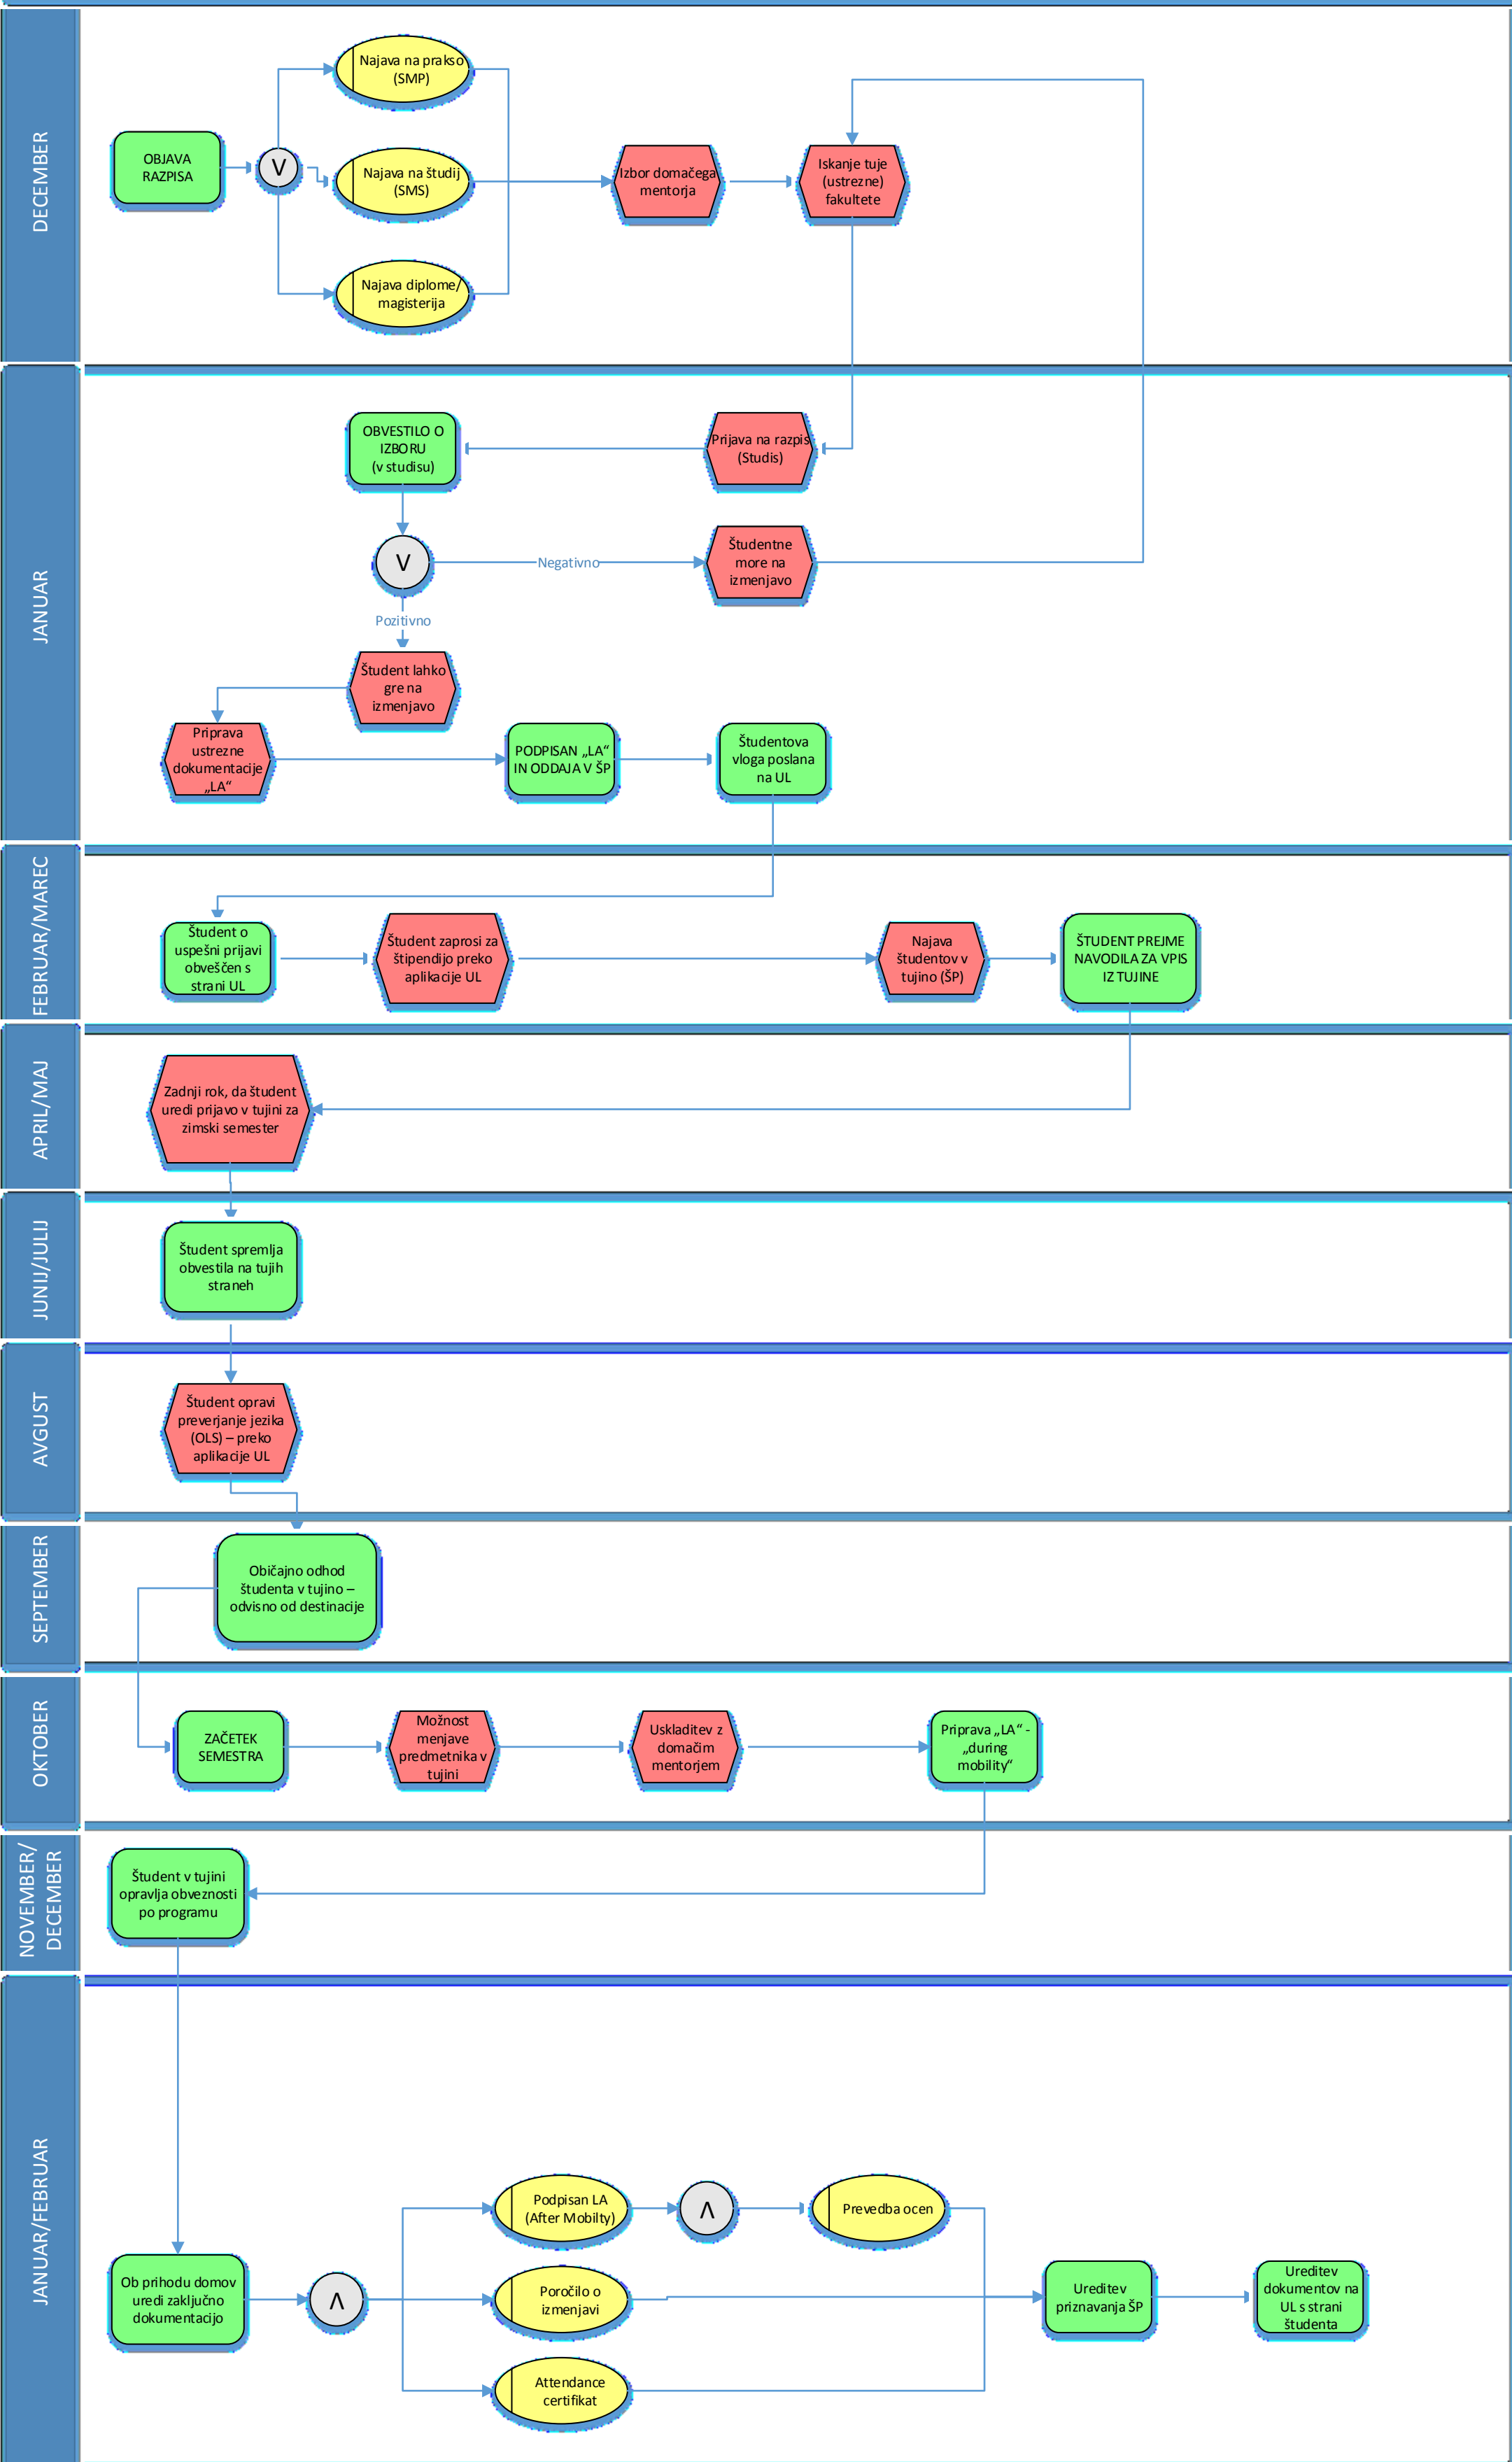 DECEMBER
OBJAVA
RAZPISA
V
Najava na prakso
(SMP)
Najava na študij
(SMS)
Najava diplome/
magisterija
Izbor domačega
mentorja
Iskanje tuje
(ustrezne)
fakultete
JANUAR
Prijava na razpis
(Studis)
OBVESTILO O
IZBORU
(v studisu)
V
Negativno
Študentne
more na
izmenjavo
Pozitivno
Študent lahko
gre na
izmenjavo
Priprava
ustrezne
dokumentacije
„LA“
PODPISAN „LA“
IN ODDAJA V ŠP
Študentova
vloga poslana
na UL
FEBRUAR/MAREC
Študent o
uspešni prijavi
obveščen s
strani UL
Študent zaprosi za
štipendijo preko
aplikacije UL
Najava
študentov v
tujino (ŠP)
ŠTUDENT PREJME
NAVODILA ZA VPIS
IZ TUJINE
APRIL/MAJ
Zadnji rok, da študent
uredi prijavo v tujini za
zimski semester
JUNIJ/JULIJ
Študent spremlja
obvestila na tujih
straneh
AVGUST
Študent opravi
preverjanje jezika
(OLS) – preko
aplikacije UL
SEPTEMBER
Običajno odhod
študenta v tujino –
odvisno od destinacije
OKTOBER
ZAČETEK
SEMESTRA
Možnost
menjave
predmetnika v
tujini
Uskladitev z
domačim
mentorjem
Priprava „LA“ -
„during
mobility“
NOVEMBER/
DECEMBER
Študent v tujini
opravlja obveznosti
po programu
JANUAR/FEBRUAR
Ob prihodu domov
uredi zaključno
dokumentacijo
Λ
Podpisan LA
(After Mobilty)
Λ
Prevedba ocen
Poročilo o
izmenjavi
Attendance
certifikat
Ureditev
priznavanja ŠP
Ureditev
dokumentov na
UL s strani
študenta